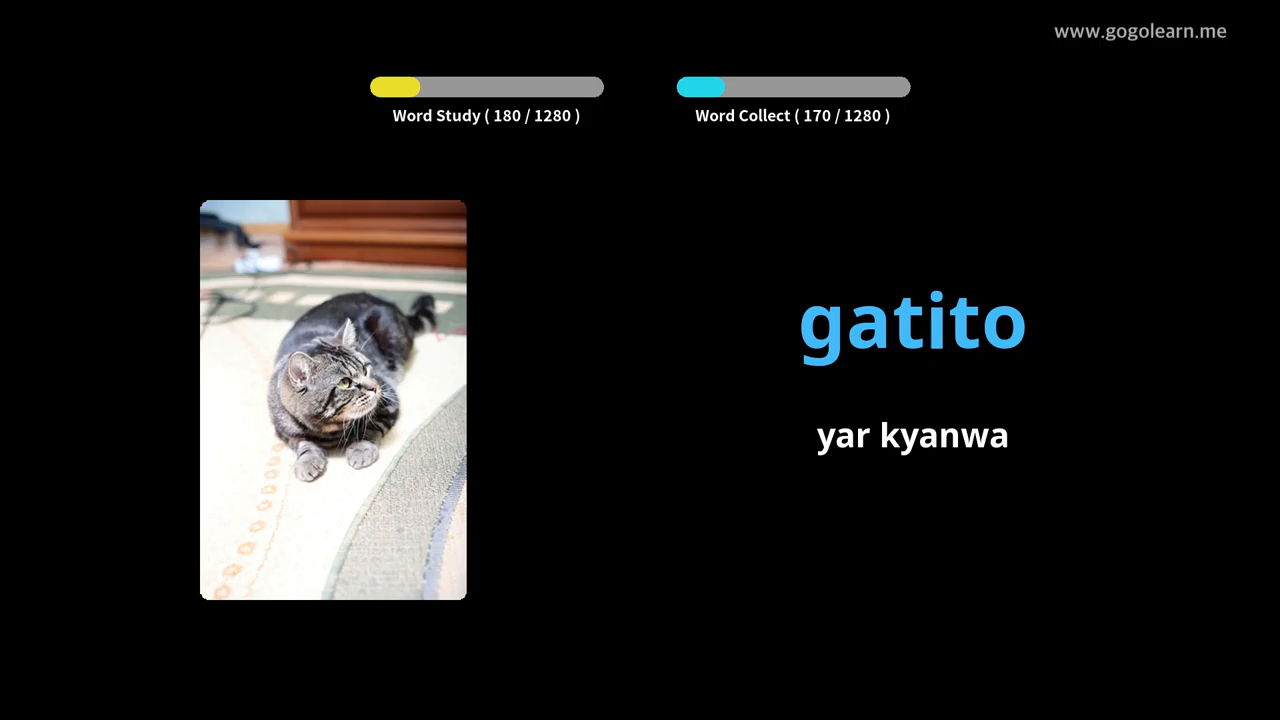 www.gogolearn.me
Word Study ( 180 / 1280 )
Word Collect ( 170 / 1280 )
gatito
yar kyanwa